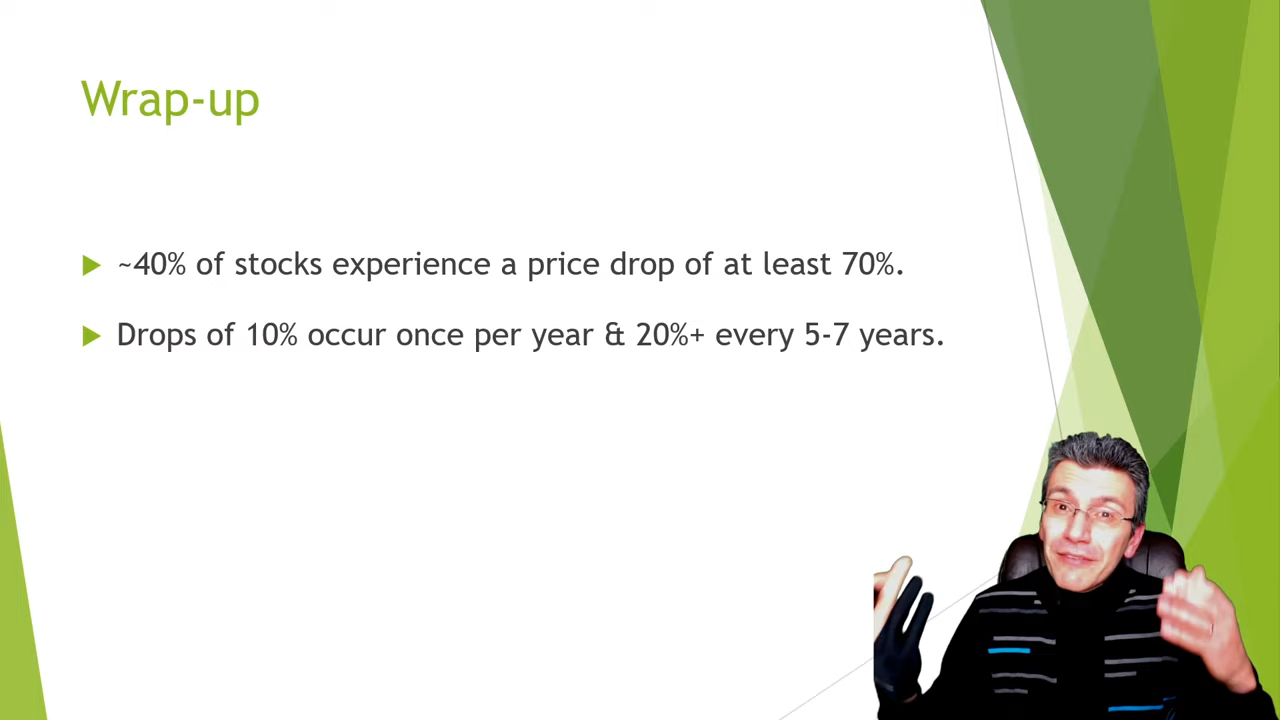 Wrap-up
~40% of stocks experience a price drop of at least 70%.
Drops of 10% occur once per year & 20%+ every 5-7 years.